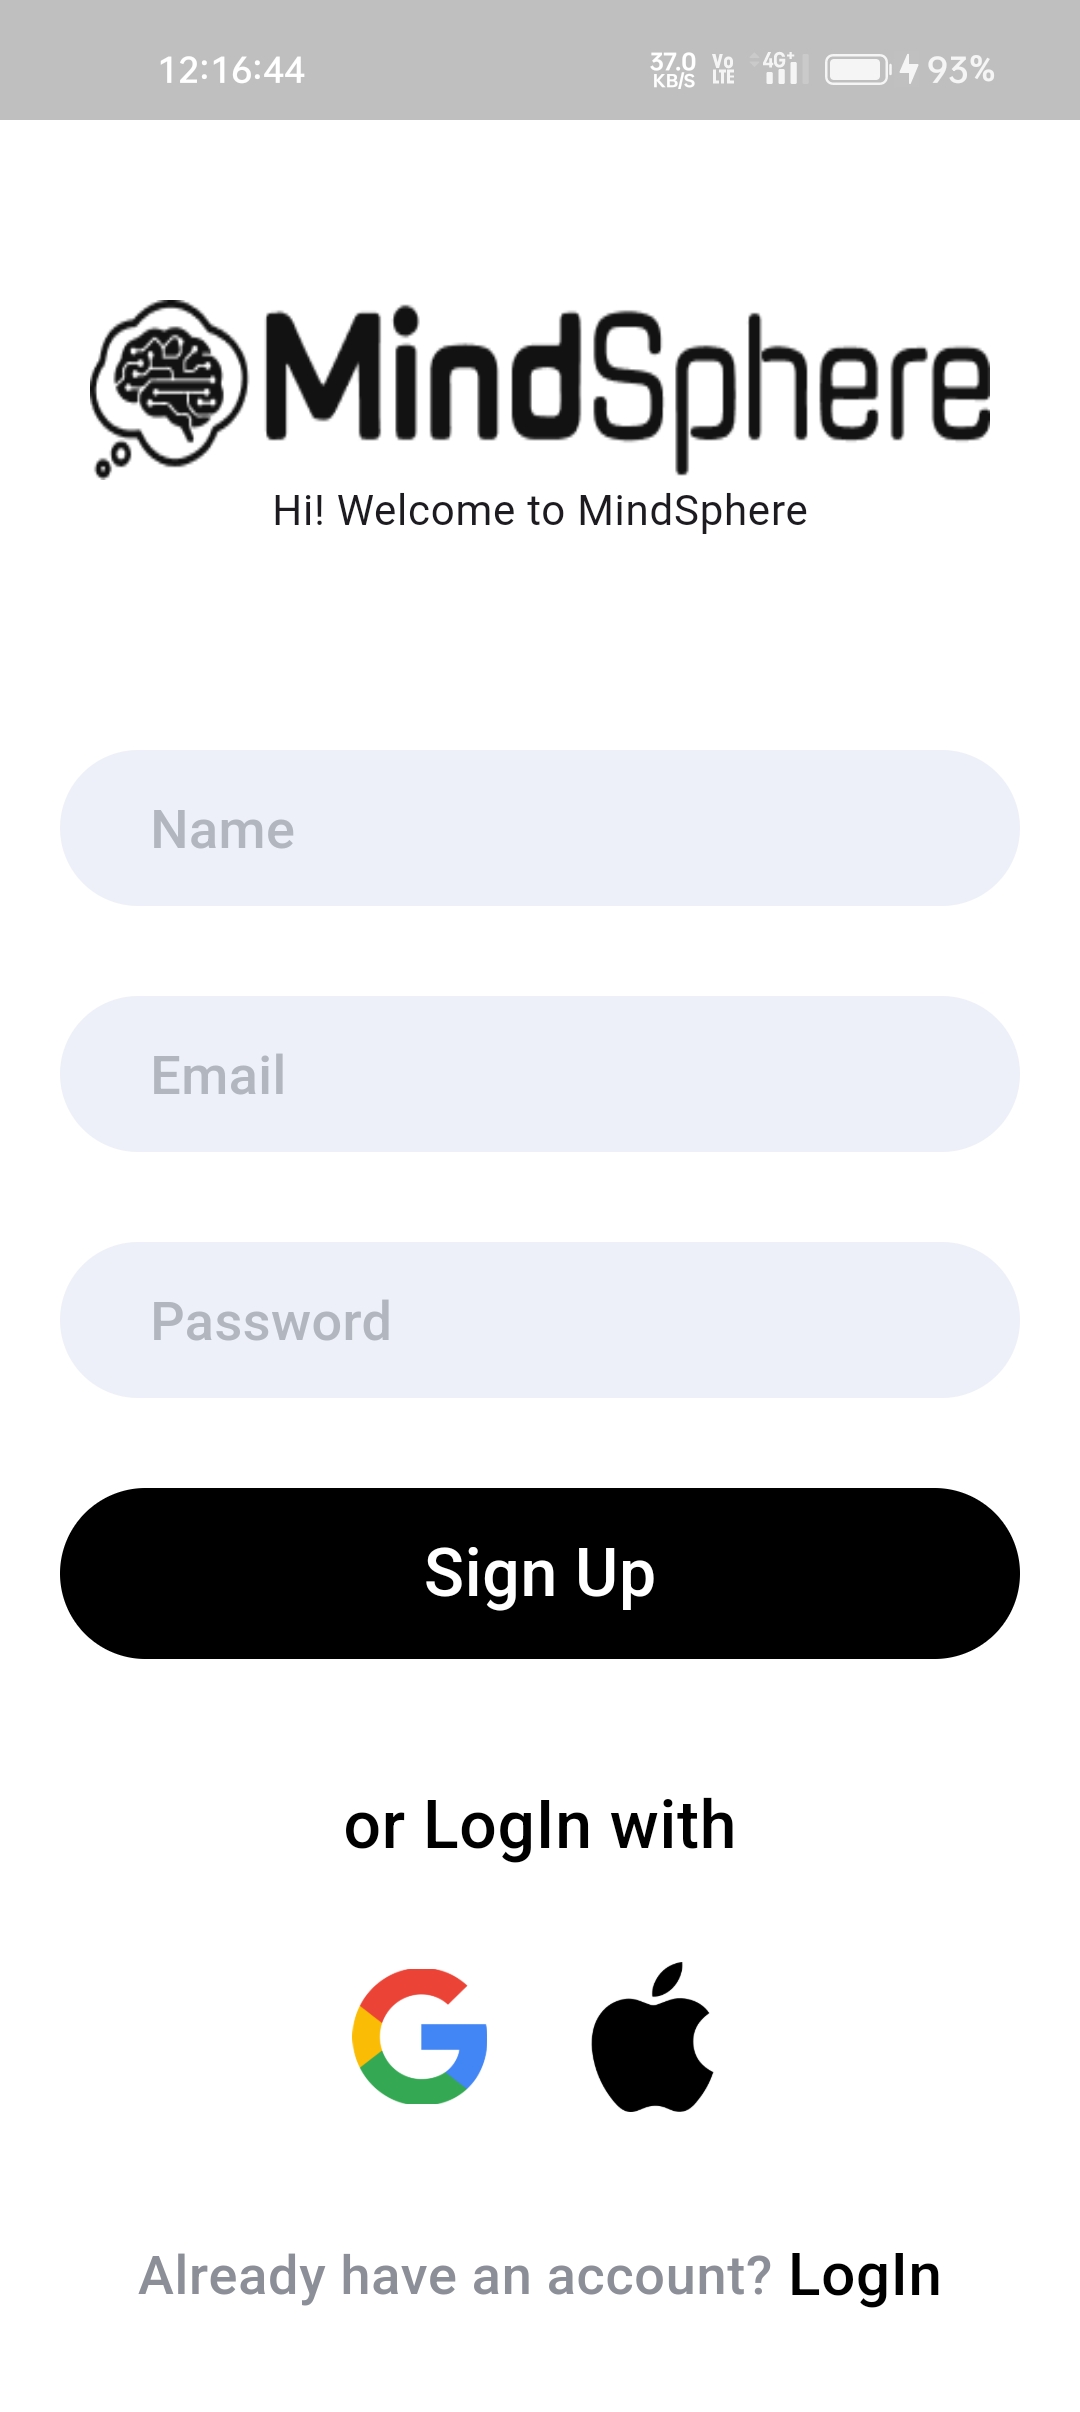 12:16:44 37.0 KB/S Vo LTE 4G+ 93%
MindSphere
Hi! Welcome to MindSphere
Name
Email
Password
Sign Up
or LogIn with
Already have an account? LogIn